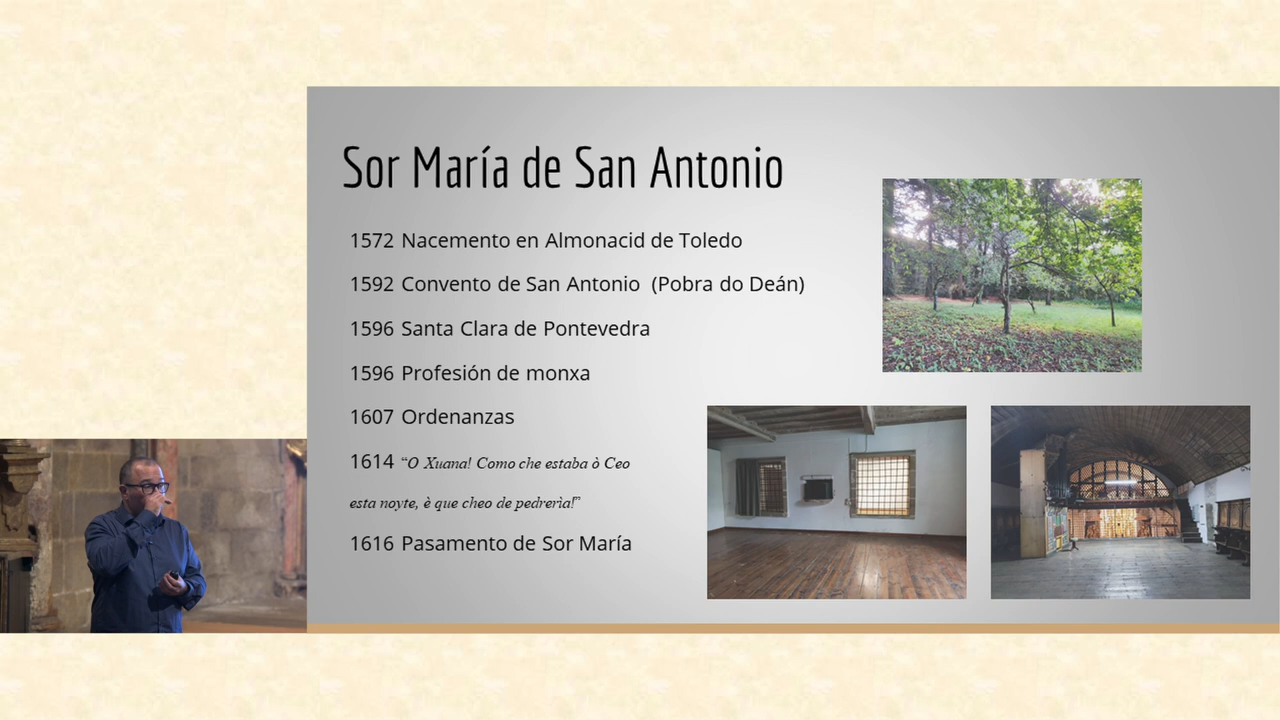 Sor María de San Antonio
1572 Nacemento en Almonacid de Toledo
1592 Convento de San Antonio (Pobra do Deán)
1596 Santa Clara de Pontevedra
1596 Profesión de monxa
1607 Ordenanzas
1614 “O Xuana! Como che estaba ò Ceo
esta noyte, è que cheo de pedrerìa!”
1616 Pasamento de Sor María